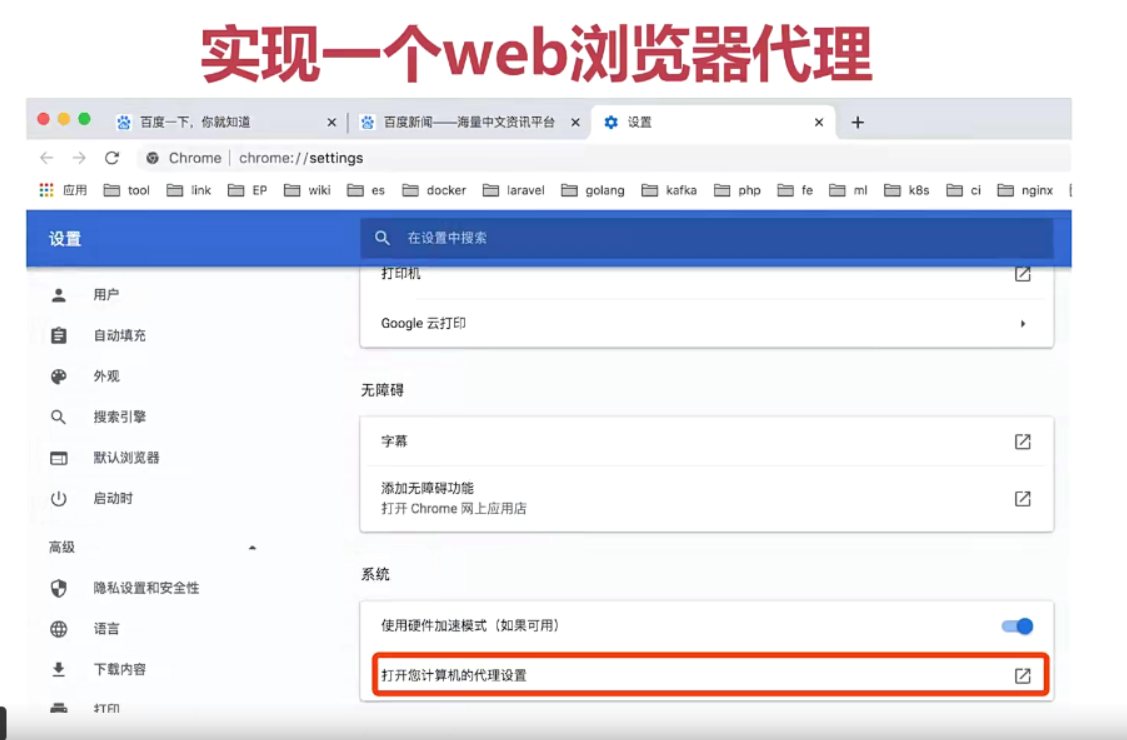 实现一个web浏览器代理
百度一下，你就知道
百度新闻——海量中文资讯平台
设置
Chrome
chrome://settings
应用 tool link EP wiki es docker laravel golang kafka php fe ml k8s ci nginx
设置
在设置中搜索
用户
自动填充
外观
搜索引擎
默认浏览器
启动时
高级
隐私设置和安全性
语言
下载内容
打印
打印机
Google 云打印
无障碍
字幕
添加无障碍功能
打开 Chrome 网上应用店
系统
使用硬件加速模式（如果可用）
打开您计算机的代理设置